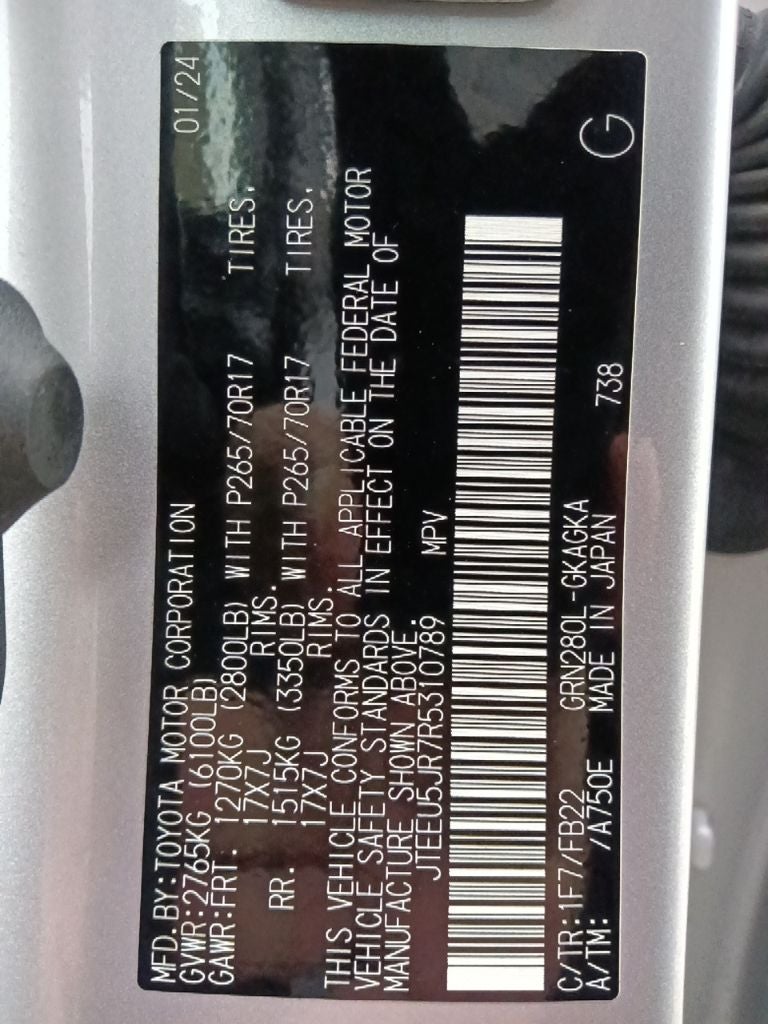 MFD.BY:TOYOTA MOTOR CORPORATION 01/24
GVWR:2765KG (6100LB)
GAWR:FRT. 1270KG (2800LB) WITH P265/70R17 TIRES,
17X7J RIMS.
RR. 1515KG (3350LB) WITH P265/70R17 TIRES,
17X7J RIMS.
THIS VEHICLE CONFORMS TO ALL APPLICABLE FEDERAL MOTOR
VEHICLE SAFETY STANDARDS IN EFFECT ON THE DATE OF
MANUFACTURE SHOWN ABOVE.
JTEEU5JR7R5310789 MPV
C/TR:1F7/FB22 GRN280L-GKAGKA
A/TM: /A750E MADE IN JAPAN 738 G